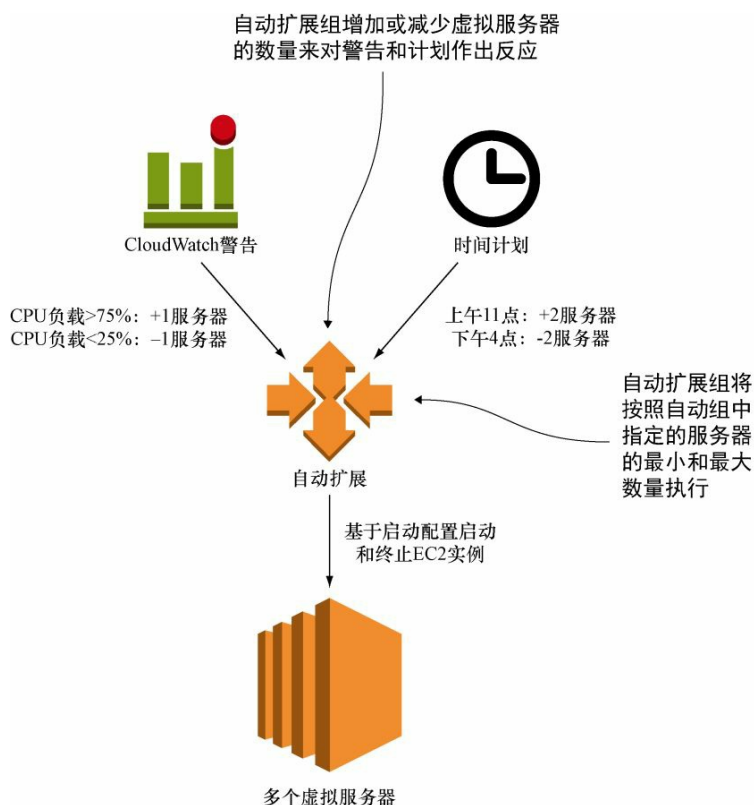 自动扩展组增加或减少虚拟服务器
的数量来对警告和计划作出反应
CloudWatch警告
时间计划
CPU负载>75%：+1服务器
CPU负载<25%：–1服务器
上午11点：+2服务器
下午4点：-2服务器
自动扩展组将
按照自动组中
指定的服务器
的最小和最大
数量执行
自动扩展
基于启动配置启动
和终止EC2实例
多个虚拟服务器